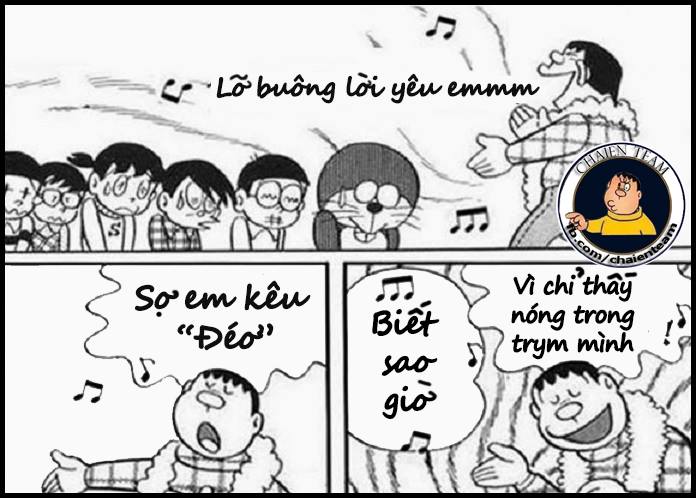 Lỡ buông lời yêu emmm
CHAIEN TEAM
fb.com/chaienteam
S
Sợ em kêu
"Đéo"
Biết
sao
giờ
Vì chỉ thấy
nóng trong
trym mình
!